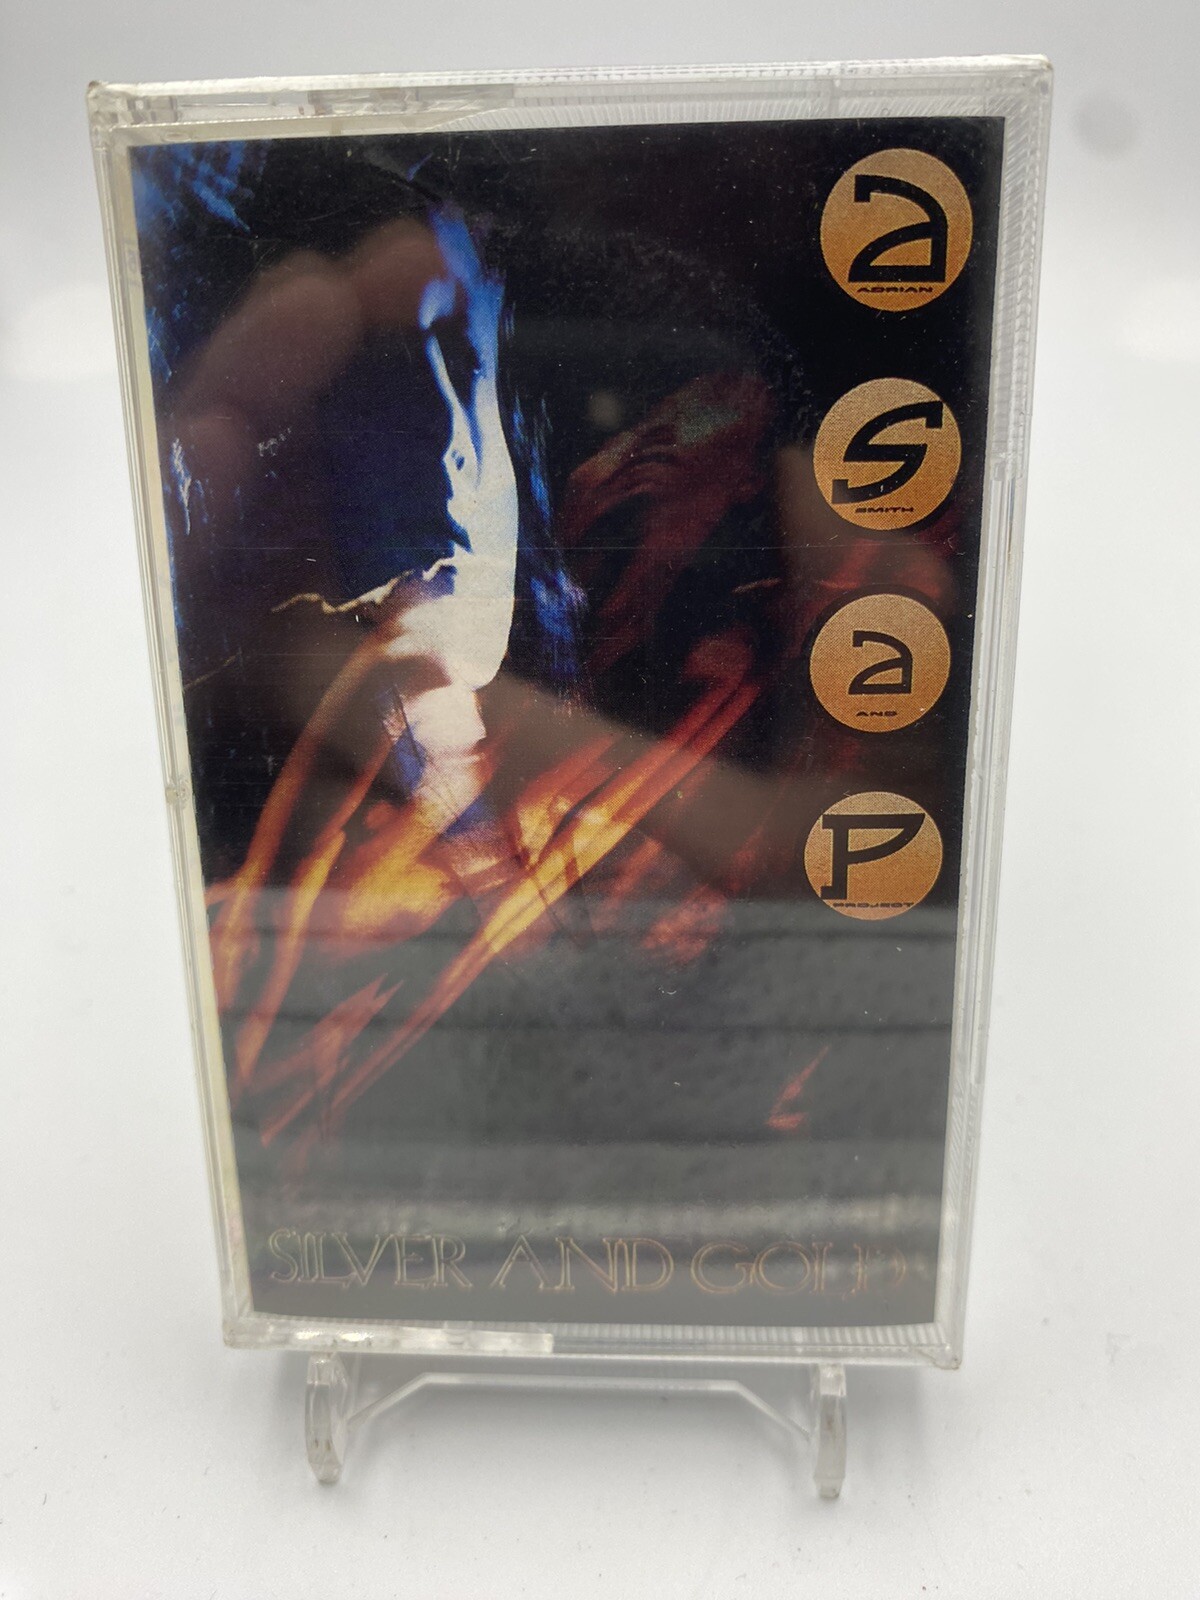 a
ADRIAN
S
SMITH
a
AND
P
PROJECT
SILVER AND GOLD